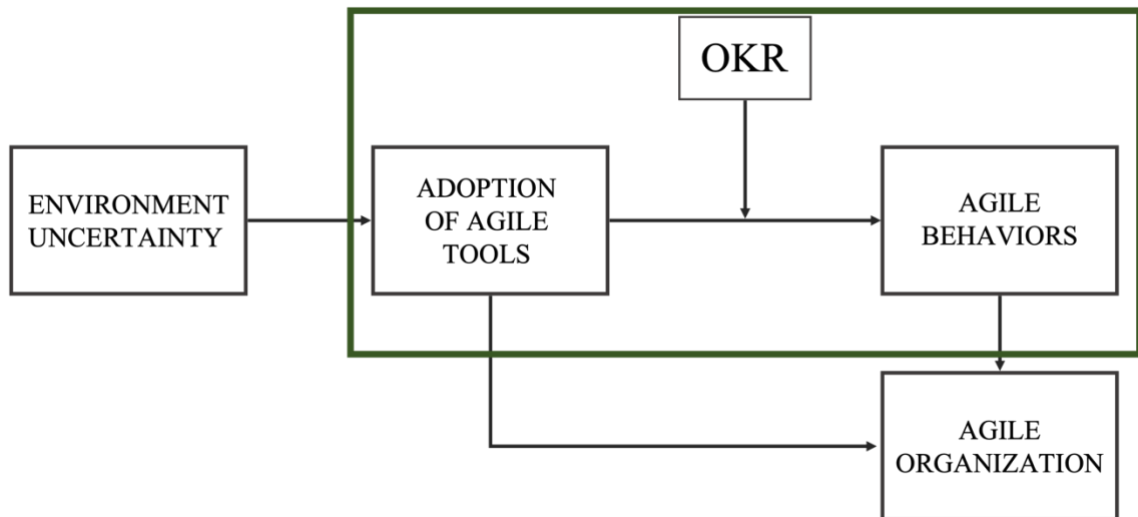 OKR
ENVIRONMENT
UNCERTAINTY
ADOPTION
OF AGILE
TOOLS
AGILE
BEHAVIORS
AGILE
ORGANIZATION